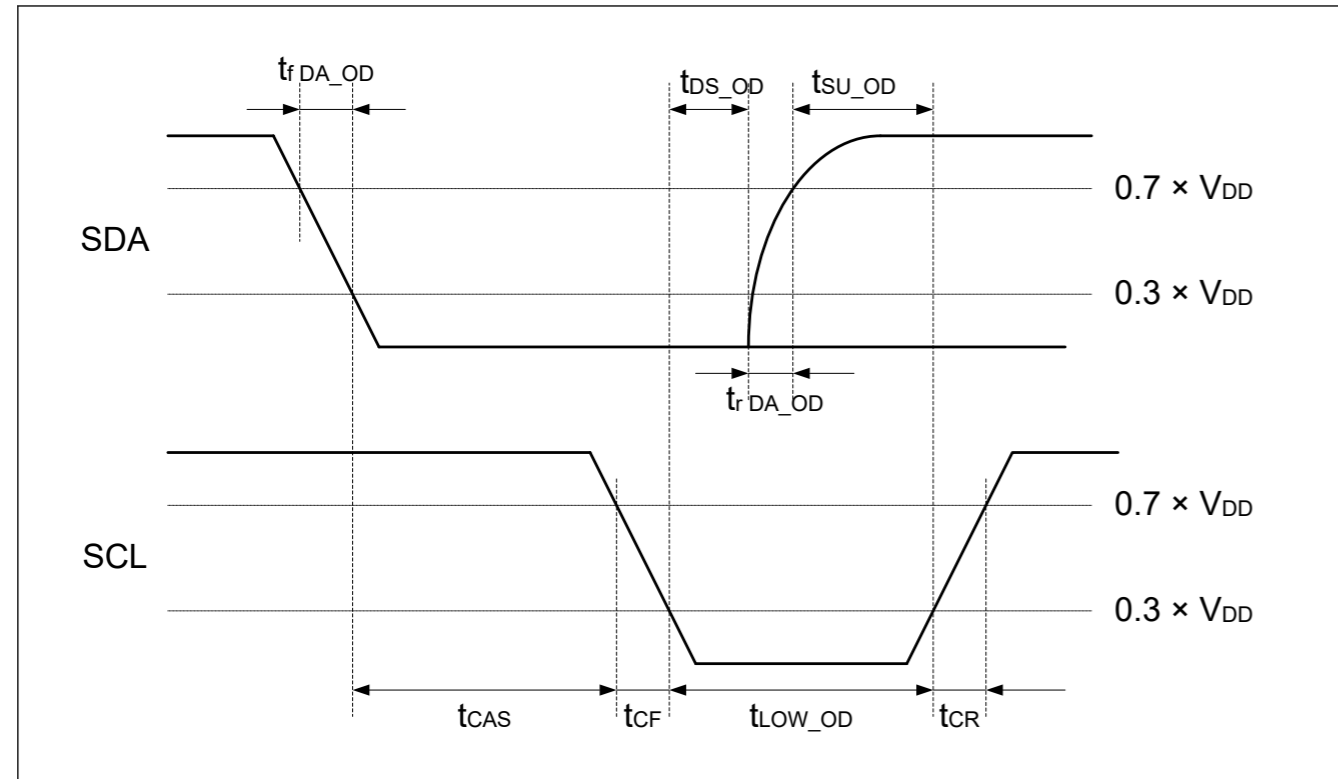 tf DA_OD
tDS_OD
tSU_OD
0.7 × VDD
SDA
0.3 × VDD
tr DA_OD
0.7 × VDD
SCL
0.3 × VDD
tCAS
tCF
tLOW_OD
tCR